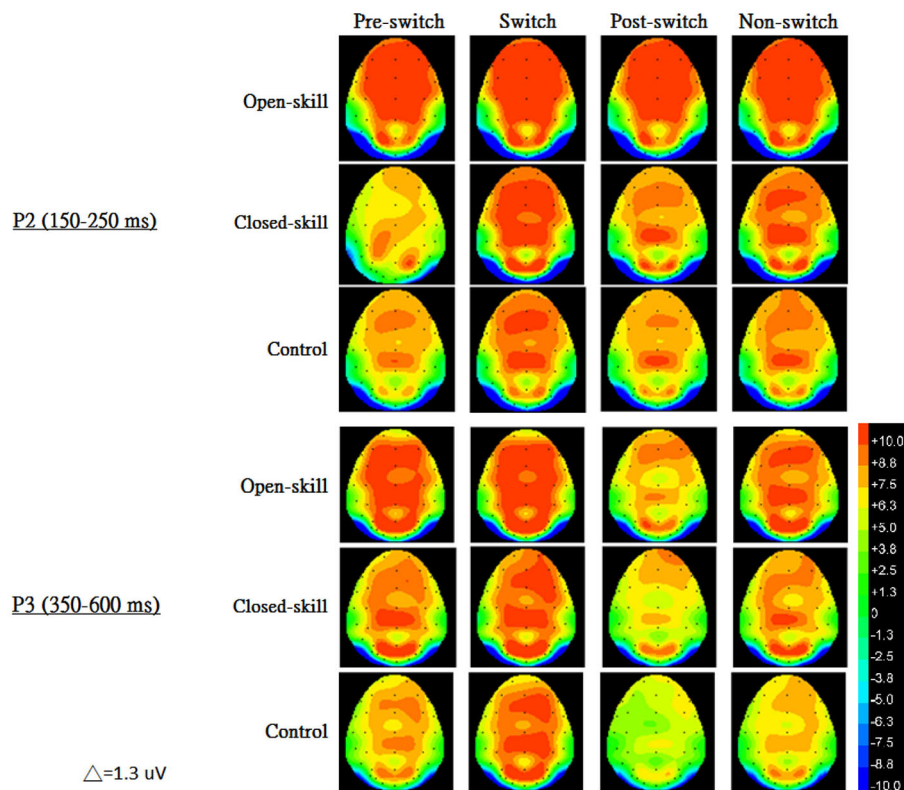 Pre-switch Switch Post-switch Non-switch
Open-skill
P2 (150-250 ms) Closed-skill
Control
Open-skill
P3 (350-600 ms) Closed-skill
Control
△=1.3 uV
+10.0
+8.8
+7.5
+6.3
+5.0
+3.8
+2.5
+1.3
0
-1.3
-2.5
-3.8
-5.0
-6.3
-7.5
-8.8
-10.0